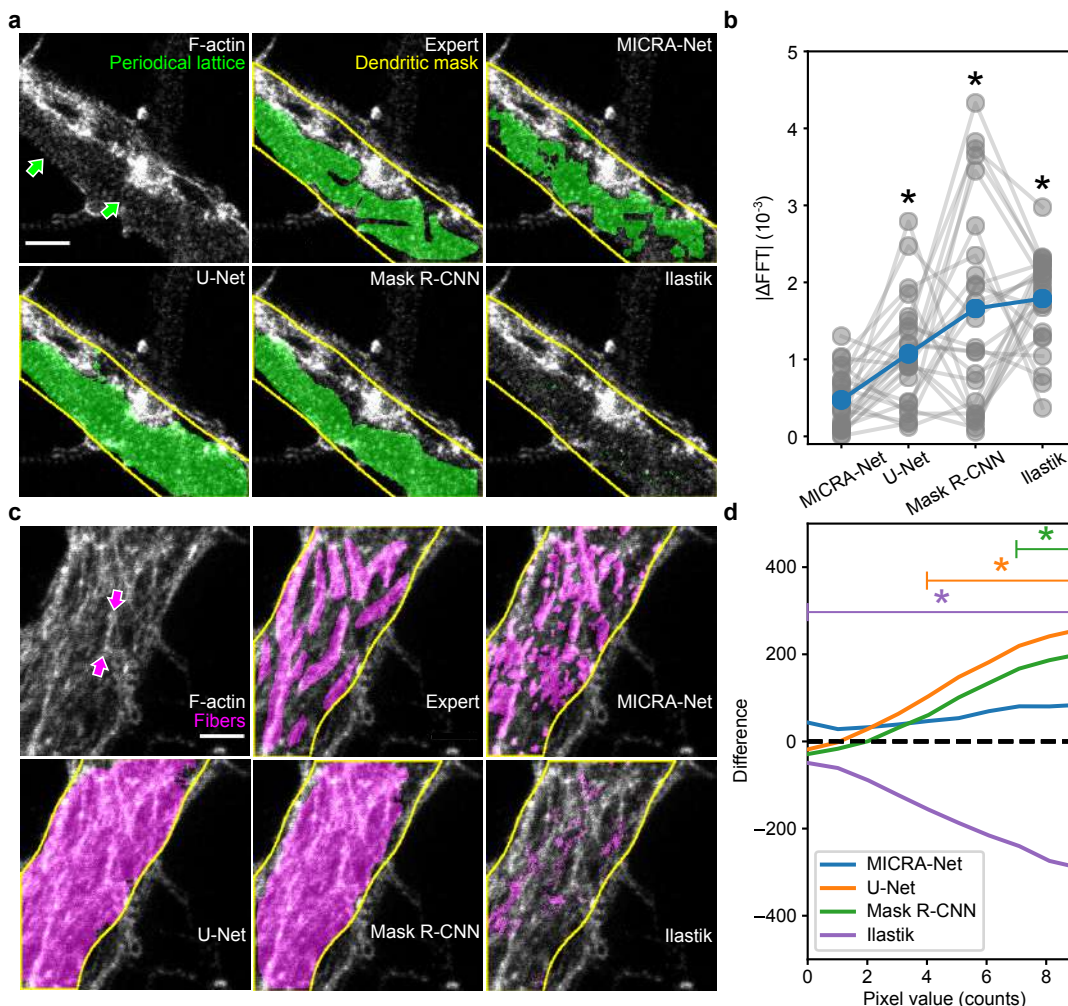 a
F-actin
Periodical lattice
Expert
Dendritic mask
MICRA-Net
U-Net
Mask R-CNN
Ilastik
b
5
4
3
2
1
0
|ΔFFT| (10⁻³)
*
*
*
MICRA-Net
U-Net
Mask R-CNN
Ilastik
c
F-actin
Fibers
Expert
MICRA-Net
U-Net
Mask R-CNN
Ilastik
d
400
200
0
−200
−400
Difference
*
*
*
MICRA-Net
U-Net
Mask R-CNN
Ilastik
0 2 4 6 8
Pixel value (counts)